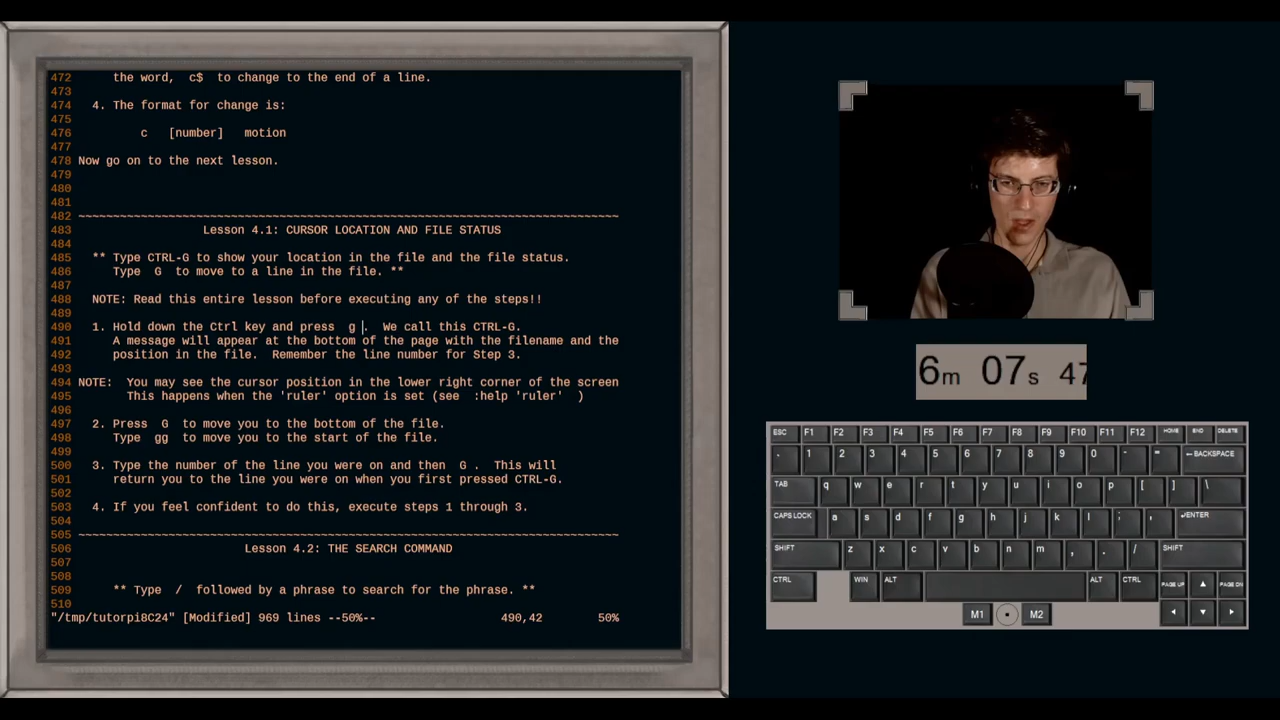 472 the word, c$ to change to the end of a line.
473
474 4. The format for change is:
475
476 c [number] motion
477
478 Now go on to the next lesson.
479
480
481
482 ~~~~~~~~~~~~~~~~~~~~~~~~~~~~~~~~~~~~~~~~~~~~~~~~~~~~~~~~~~~~~~~~~~~~~~~~~~~~~~
483 Lesson 4.1: CURSOR LOCATION AND FILE STATUS
484
485 ** Type CTRL-G to show your location in the file and the file status.
486 Type G to move to a line in the file. **
487
488 NOTE: Read this entire lesson before executing any of the steps!!
489
490 1. Hold down the Ctrl key and press g . We call this CTRL-G.
491 A message will appear at the bottom of the page with the filename and the
492 position in the file. Remember the line number for Step 3.
493
494 NOTE: You may see the cursor position in the lower right corner of the screen
495 This happens when the 'ruler' option is set (see :help 'ruler' )
496
497 2. Press G to move you to the bottom of the file.
498 Type gg to move you to the start of the file.
499
500 3. Type the number of the line you were on and then G . This will
501 return you to the line you were on when you first pressed CTRL-G.
502
503 4. If you feel confident to do this, execute steps 1 through 3.
504
505 ~~~~~~~~~~~~~~~~~~~~~~~~~~~~~~~~~~~~~~~~~~~~~~~~~~~~~~~~~~~~~~~~~~~~~~~~~~~~~~
506 Lesson 4.2: THE SEARCH COMMAND
507
508
509 ** Type / followed by a phrase to search for the phrase. **
510
"/tmp/tutorpi8C24" [Modified] 969 lines --50%-- 490,42 50%
6m 07s 47
ESC F1 F2 F3 F4 F5 F6 F7 F8 F9 F10 F11 F12 HOME END DELETE
. 1 2 3 4 5 6 7 8 9 0 - = ←BACKSPACE
TAB q w e r t y u i o p [ ] \
CAPS LOCK a s d f g h j k l ; , ↵ENTER
SHIFT z x c v b n m , . / SHIFT
CTRL WIN ALT ALT CTRL PAGE UP ▲ PAGE DN
M1 M2 ◄ ▼ ►